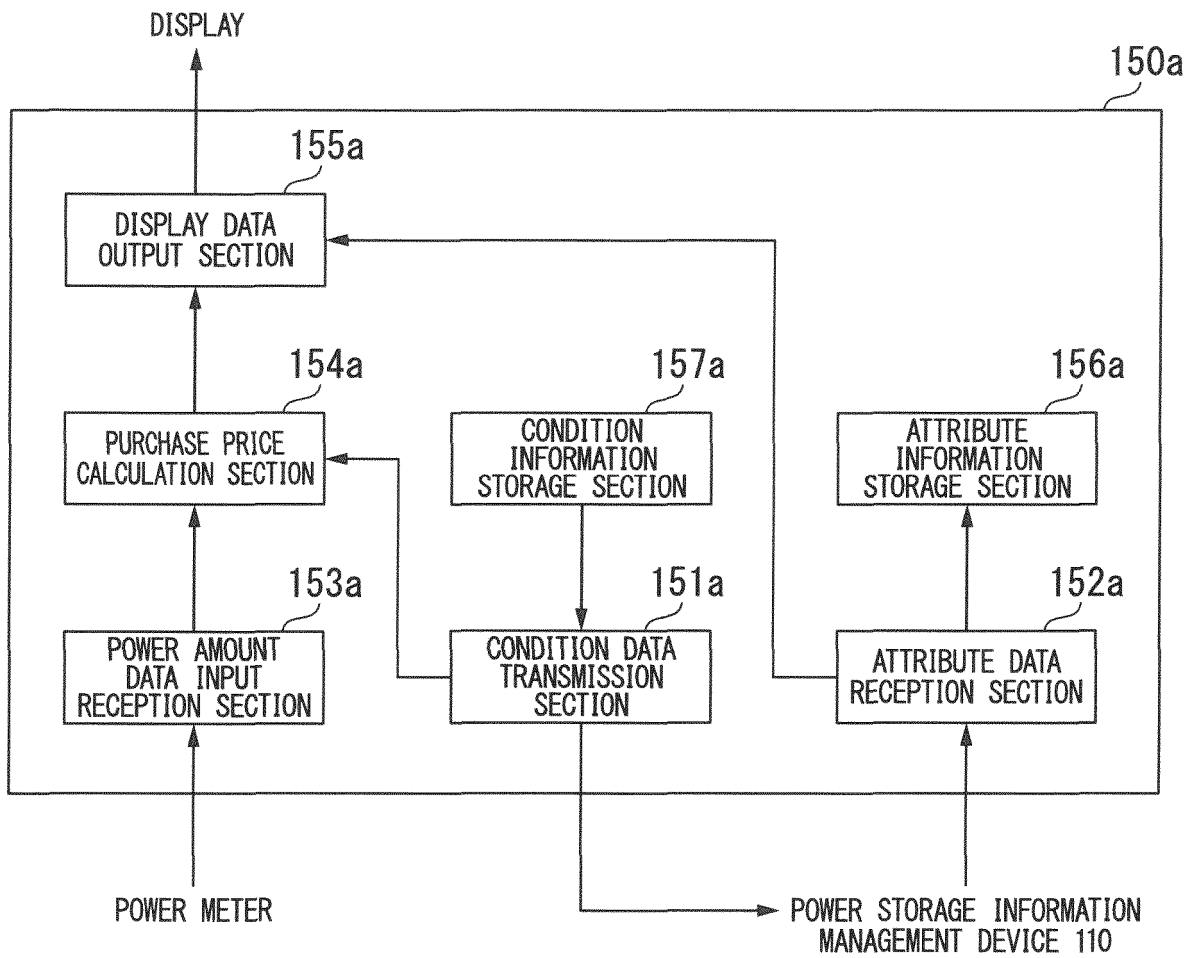 DISPLAY
150a
155a
DISPLAY DATA
OUTPUT SECTION
154a
PURCHASE PRICE
CALCULATION SECTION
157a
CONDITION
INFORMATION
STORAGE SECTION
156a
ATTRIBUTE
INFORMATION
STORAGE SECTION
153a
POWER AMOUNT
DATA INPUT
RECEPTION SECTION
151a
CONDITION DATA
TRANSMISSION
SECTION
152a
ATTRIBUTE DATA
RECEPTION SECTION
POWER METER
POWER STORAGE INFORMATION
MANAGEMENT DEVICE 110